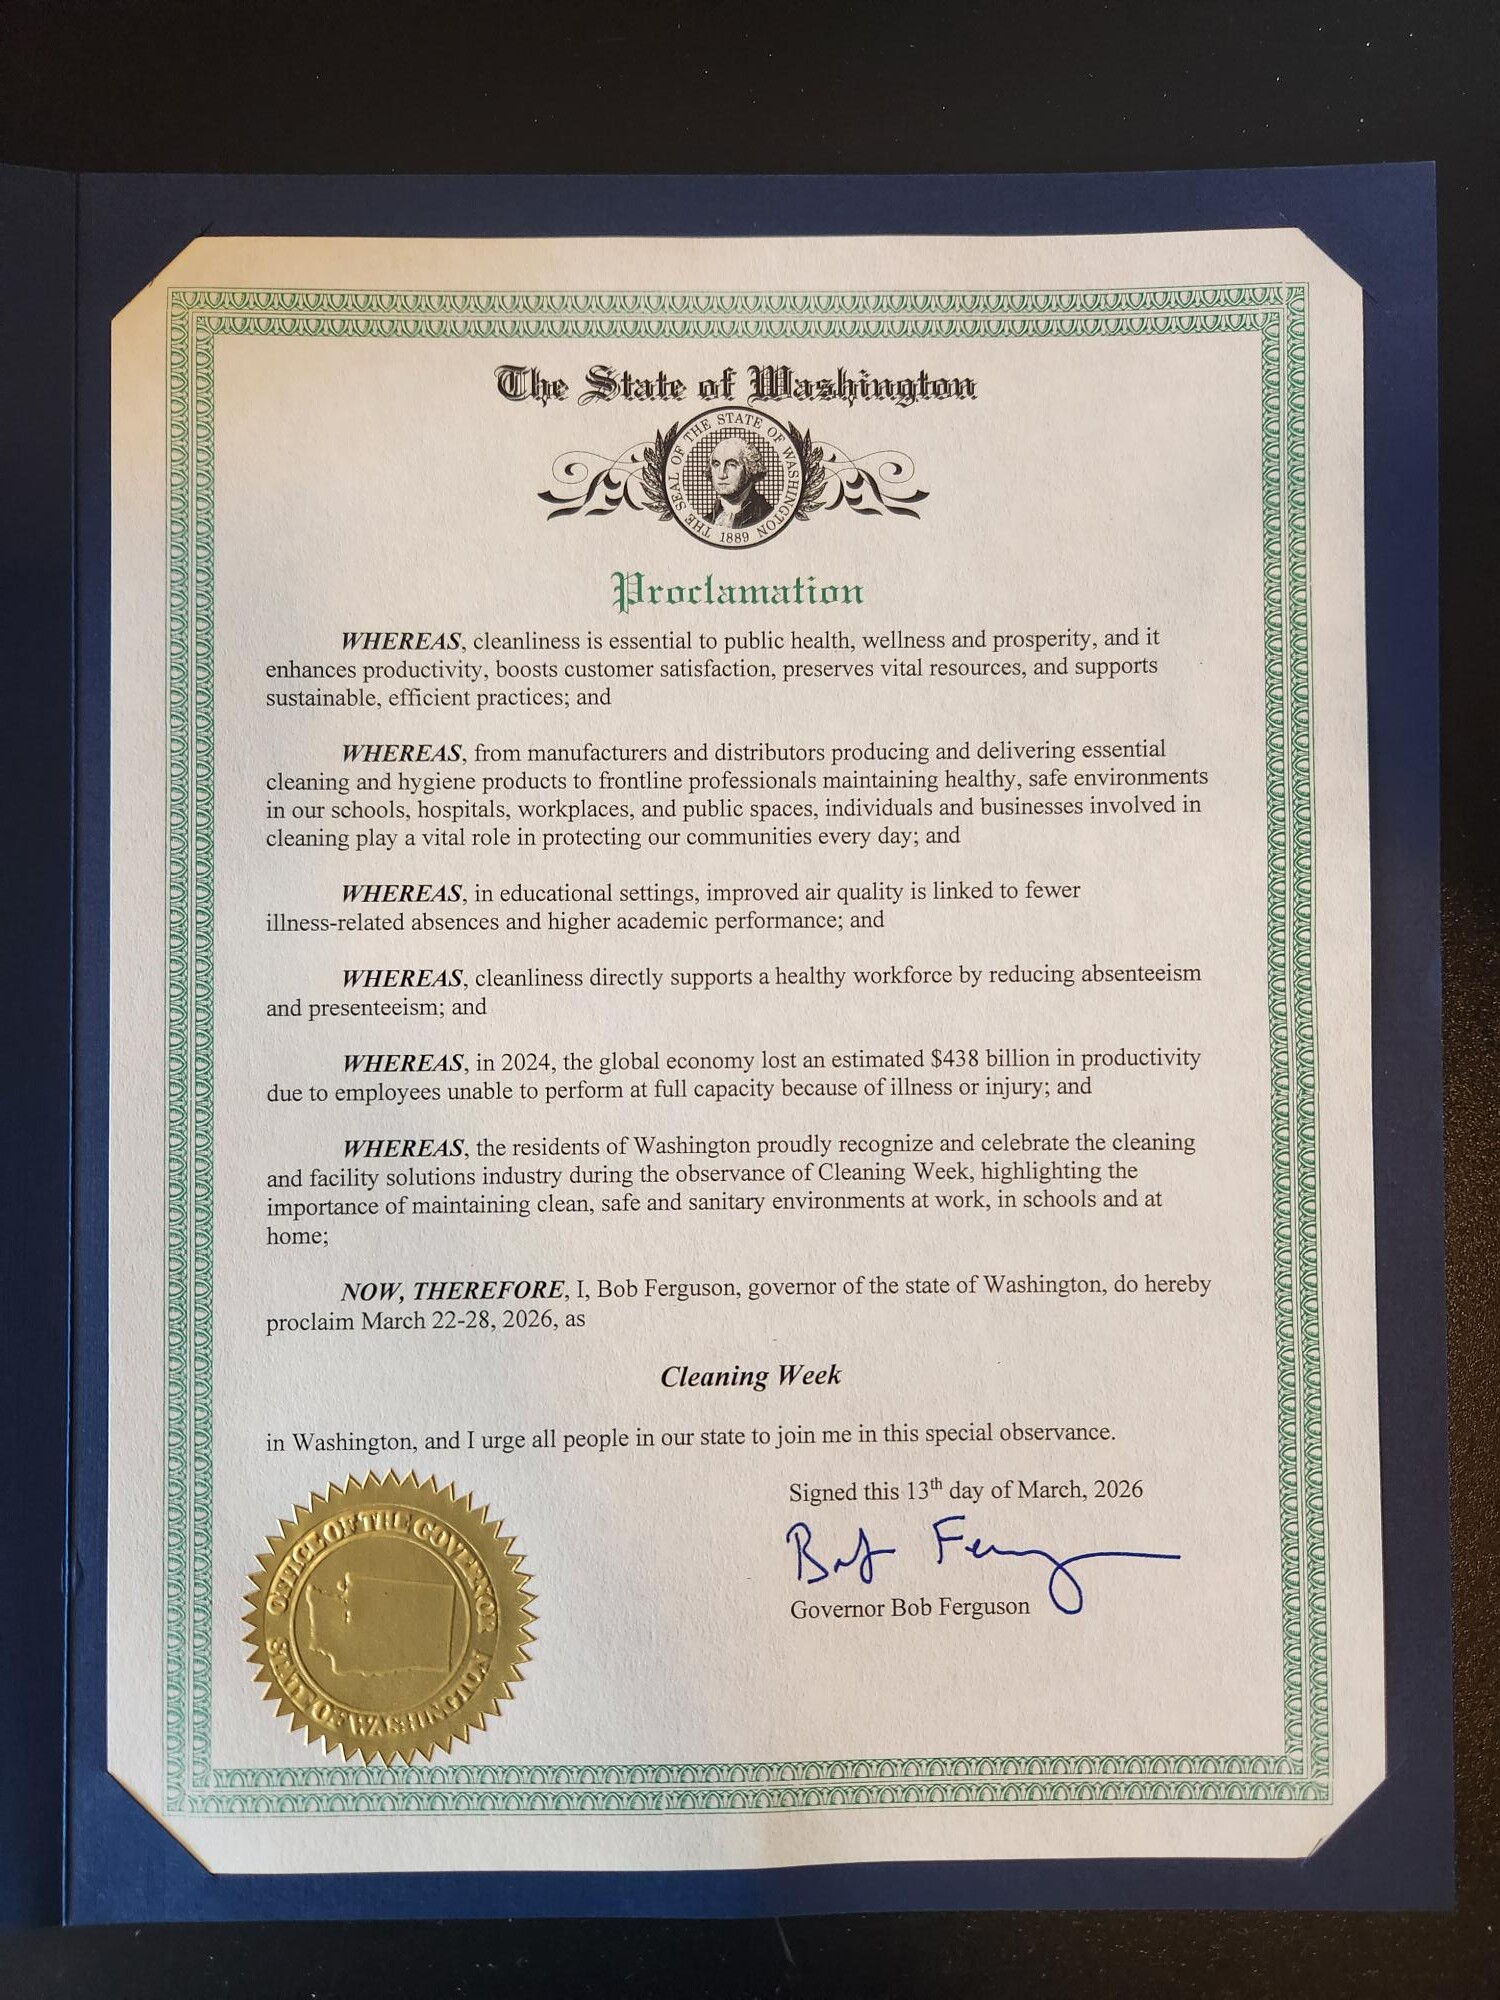 The State of Washington
THE SEAL OF THE STATE OF WASHINGTON
1889
Proclamation
WHEREAS, cleanliness is essential to public health, wellness and prosperity, and it
enhances productivity, boosts customer satisfaction, preserves vital resources, and supports
sustainable, efficient practices; and
WHEREAS, from manufacturers and distributors producing and delivering essential
cleaning and hygiene products to frontline professionals maintaining healthy, safe environments
in our schools, hospitals, workplaces, and public spaces, individuals and businesses involved in
cleaning play a vital role in protecting our communities every day; and
WHEREAS, in educational settings, improved air quality is linked to fewer
illness-related absences and higher academic performance; and
WHEREAS, cleanliness directly supports a healthy workforce by reducing absenteeism
and presenteeism; and
WHEREAS, in 2024, the global economy lost an estimated $438 billion in productivity
due to employees unable to perform at full capacity because of illness or injury; and
WHEREAS, the residents of Washington proudly recognize and celebrate the cleaning
and facility solutions industry during the observance of Cleaning Week, highlighting the
importance of maintaining clean, safe and sanitary environments at work, in schools and at
home;
NOW, THEREFORE, I, Bob Ferguson, governor of the state of Washington, do hereby
proclaim March 22-28, 2026, as
Cleaning Week
in Washington, and I urge all people in our state to join me in this special observance.
Signed this 13th day of March, 2026
Bob Ferguson
Governor Bob Ferguson
OFFICE OF THE GOVERNOR
STATE OF WASHINGTON